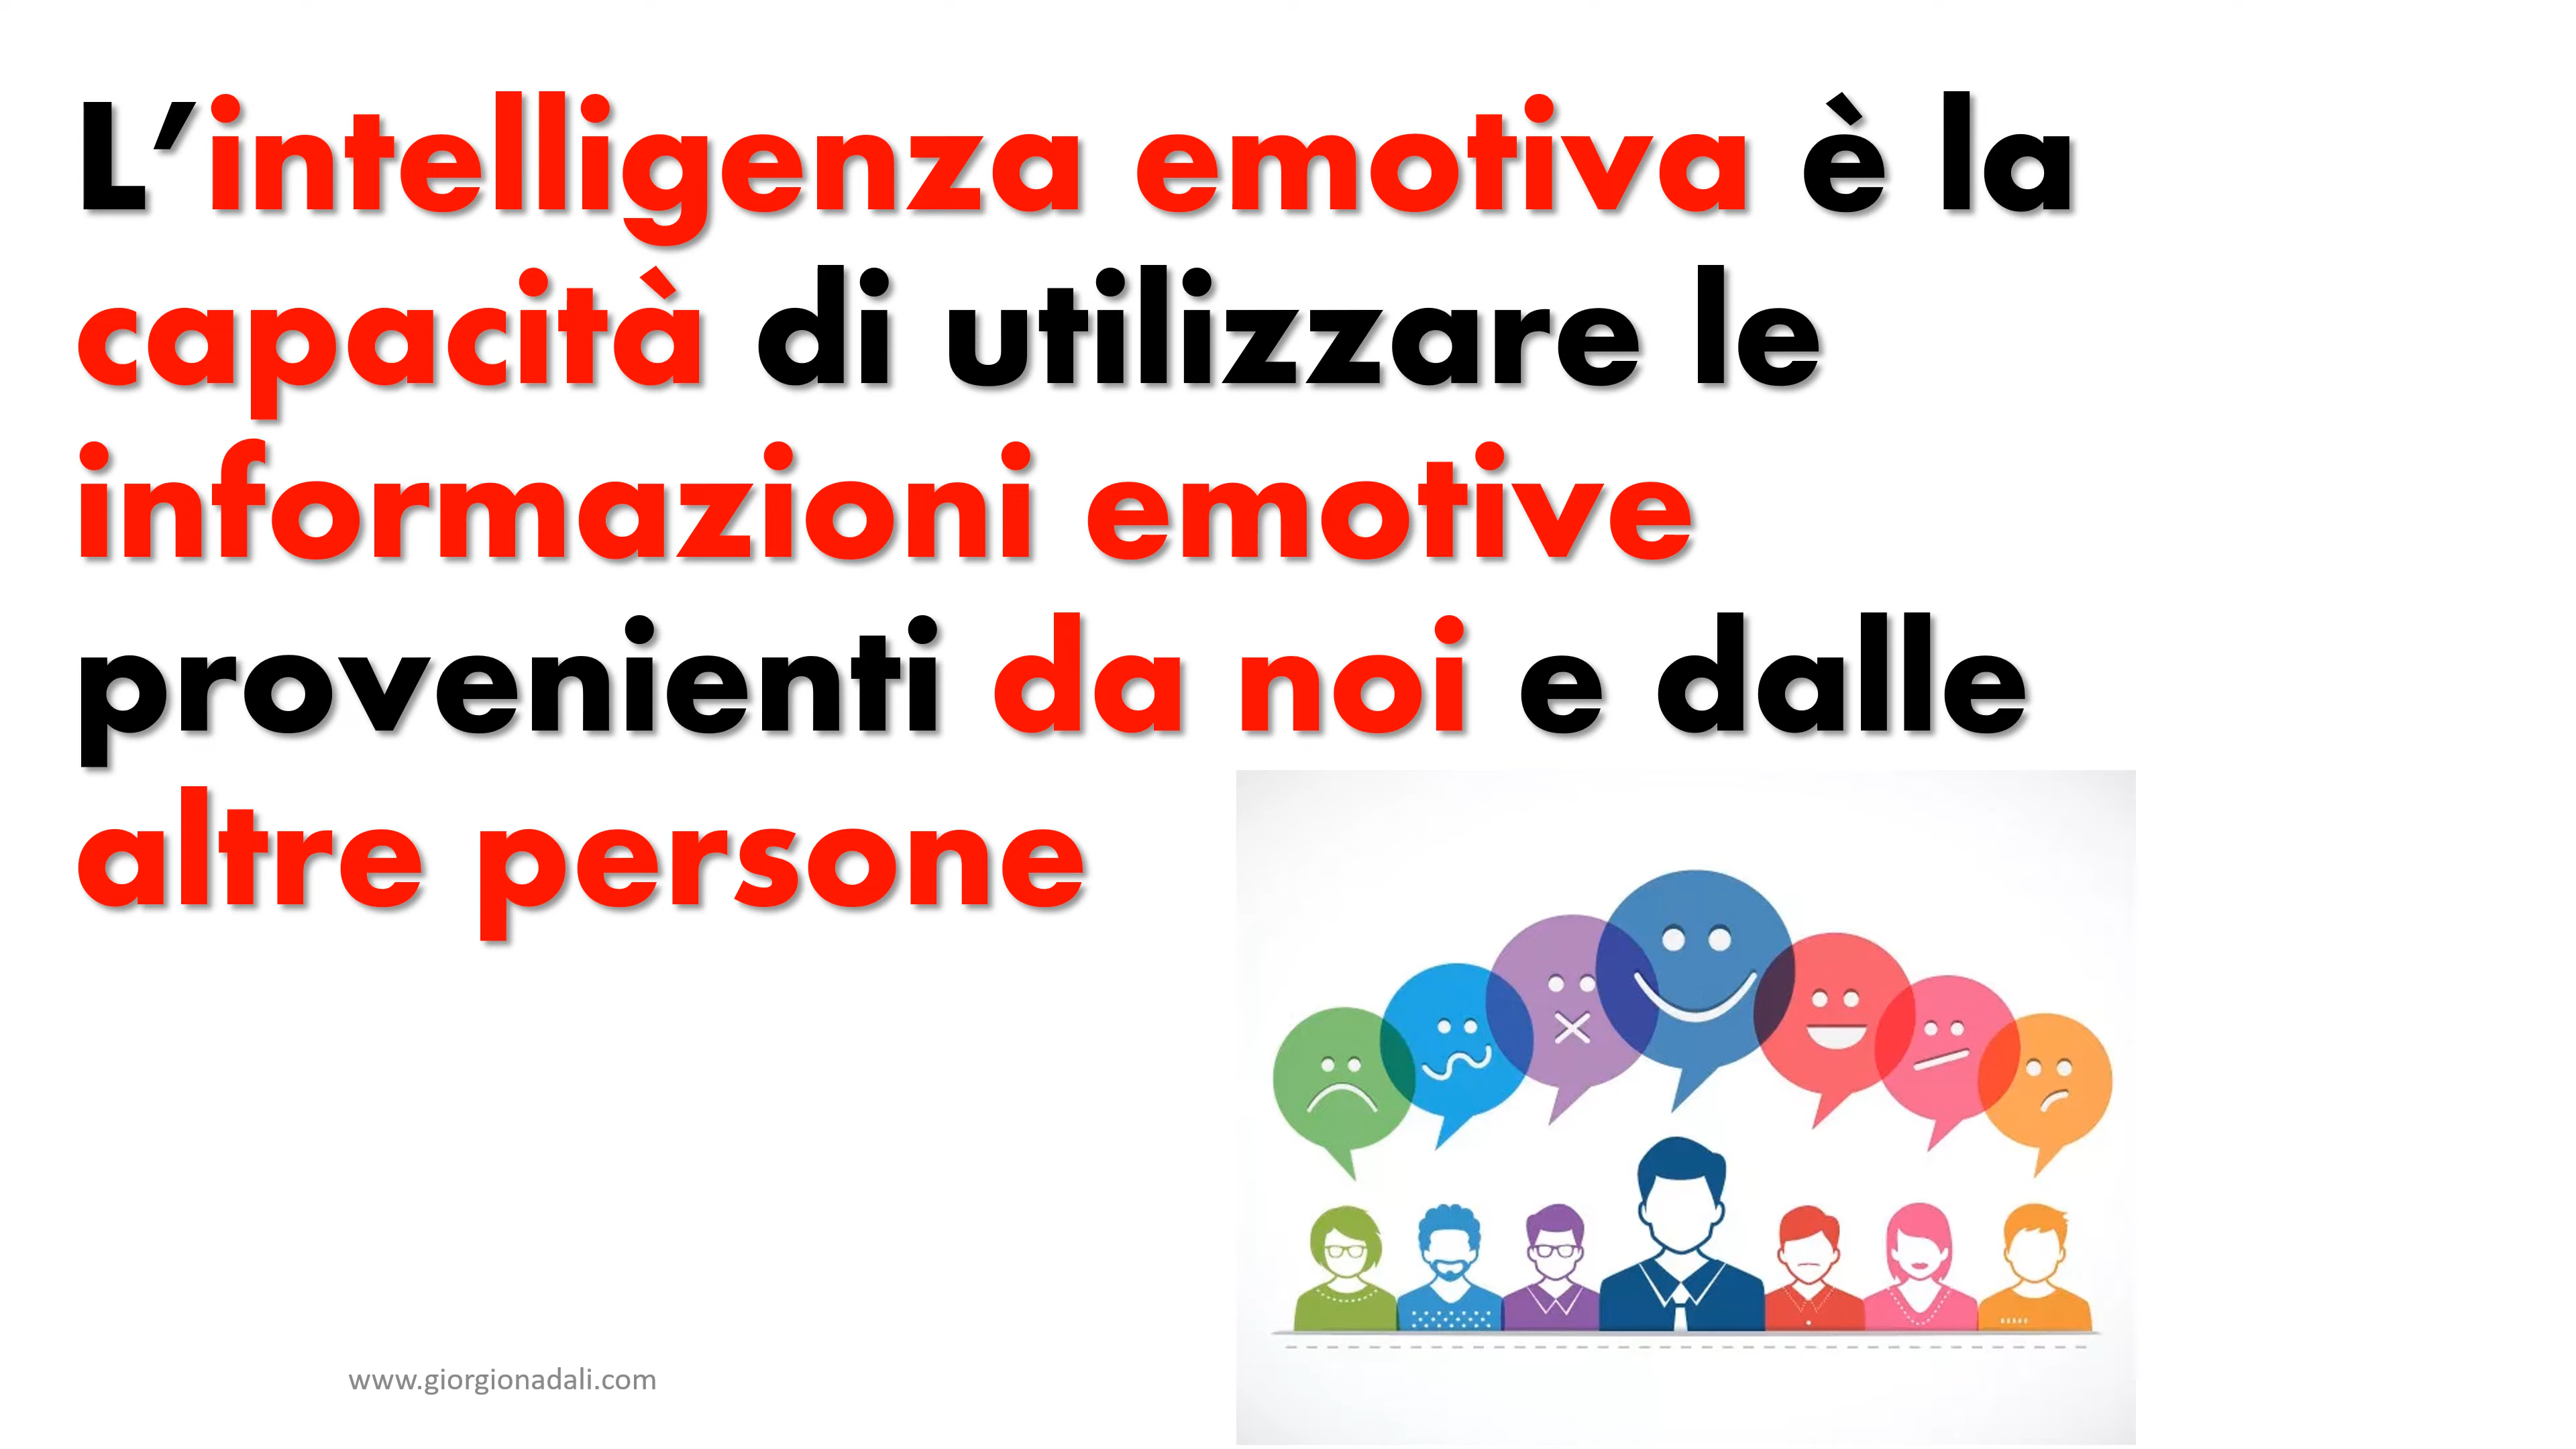 L’intelligenza emotiva è la
capacità di utilizzare le
informazioni emotive
provenienti da noi e dalle
altre persone
www.giorgionadali.com